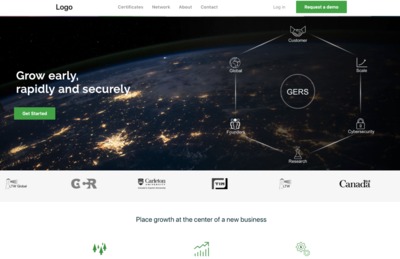 Logo
Certificates Network About Contact
Log in
Request a demo
Grow early,
rapidly and securely
Get Started
Customer
Global
Scale
GERS
Founders
Cybersecurity
Research
Carleton
UNIVERSITY
Canada
Place growth at the center of a new business